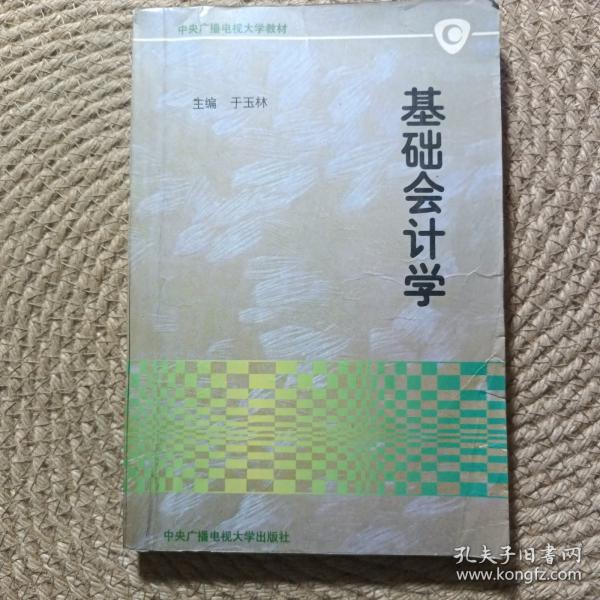 中央广播电视大学教材
主编 于玉林
基础会计学
中央广播电视大学出版社
孔夫子旧书网
www.kongfz.com